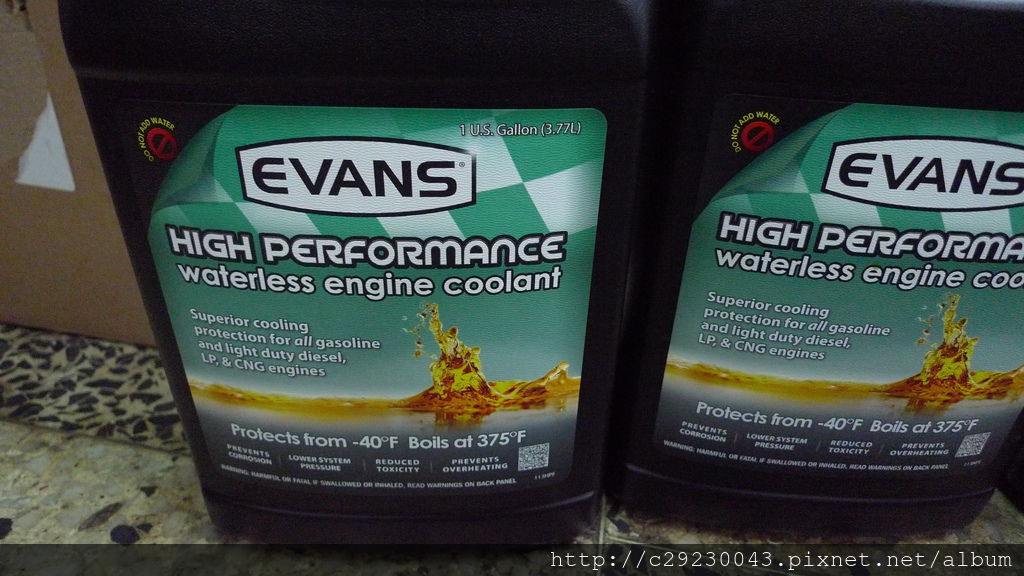 DO NOT ADD WATER
1 U.S. Gallon (3.77L)
EVANS®
HIGH PERFORMANCE
waterless engine coolant
Superior cooling
protection for all gasoline
and light duty diesel,
LP, & CNG engines
Protects from -40°F Boils at 375°F
PREVENTS
CORROSION
LOWER SYSTEM
PRESSURE
REDUCED
TOXICITY
PREVENTS
OVERHEATING
WARNING: HARMFUL OR FATAL IF SWALLOWED OR INHALED, READ WARNINGS ON BACK PANEL
DO NOT ADD WATER
EVANS
HIGH PERFORMA
waterless engine coo
Superior cooling
protection for all gasoline
and light duty diesel,
LP, & CNG engines
Protects from -40°F Boils at 375°F
PREVENTS
CORROSION
LOWER SYSTEM
PRESSURE
REDUCED
TOXICITY
PREVENTS
OVERHEATING
WARNING: HARMFUL OR FATAL IF SWALLOWED OR INHALED, READ WARNINGS ON BACK PANEL
http://c29230043.pixnet.net/album